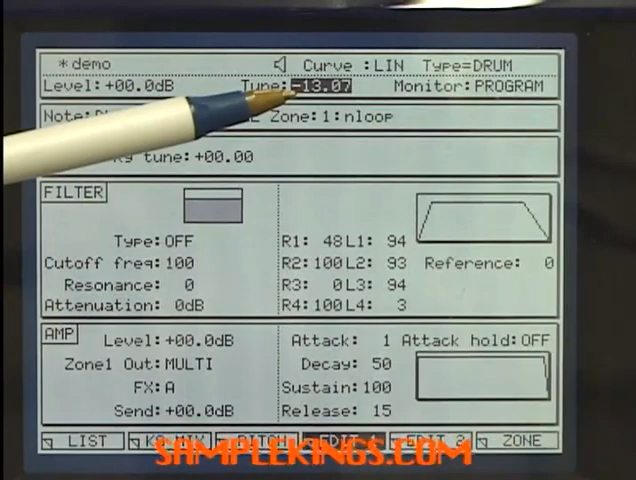 *demo Curve :LIN Type=DRUM
Level:+00.0dB Tune:-13.07 Monitor:PROGRAM
Note: Zone:1:nloop
tune:+00.00
FILTER
Type:OFF R1: 48 L1: 94
Cutoff freq:100 R2:100 L2: 93 Reference: 0
Resonance: 0 R3: 0 L3: 94
Attenuation: 0dB R4:100 L4: 3
AMP Level:+00.0dB Attack: 1 Attack hold:OFF
Zone1 Out:MULTI Decay: 50
FX:A Sustain:100
Send:+00.0dB Release: 15
LIST PITCH EDIT ZONE
SAMPLEKINGS.COM